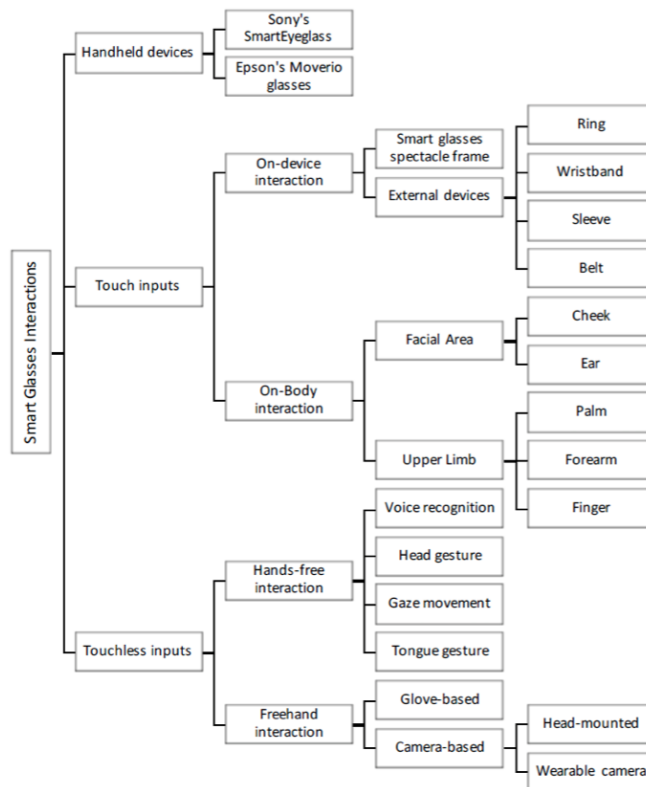 Smart Glasses Interactions
Handheld devices
Sony's
SmartEyeglass
Epson's Moverio
glasses
Touch inputs
On-device
interaction
Smart glasses
spectacle frame
External devices
Ring
Wristband
Sleeve
Belt
On-Body
interaction
Facial Area
Cheek
Ear
Upper Limb
Palm
Forearm
Finger
Touchless inputs
Hands-free
interaction
Voice recognition
Head gesture
Gaze movement
Tongue gesture
Freehand
interaction
Glove-based
Camera-based
Head-mounted
Wearable camera